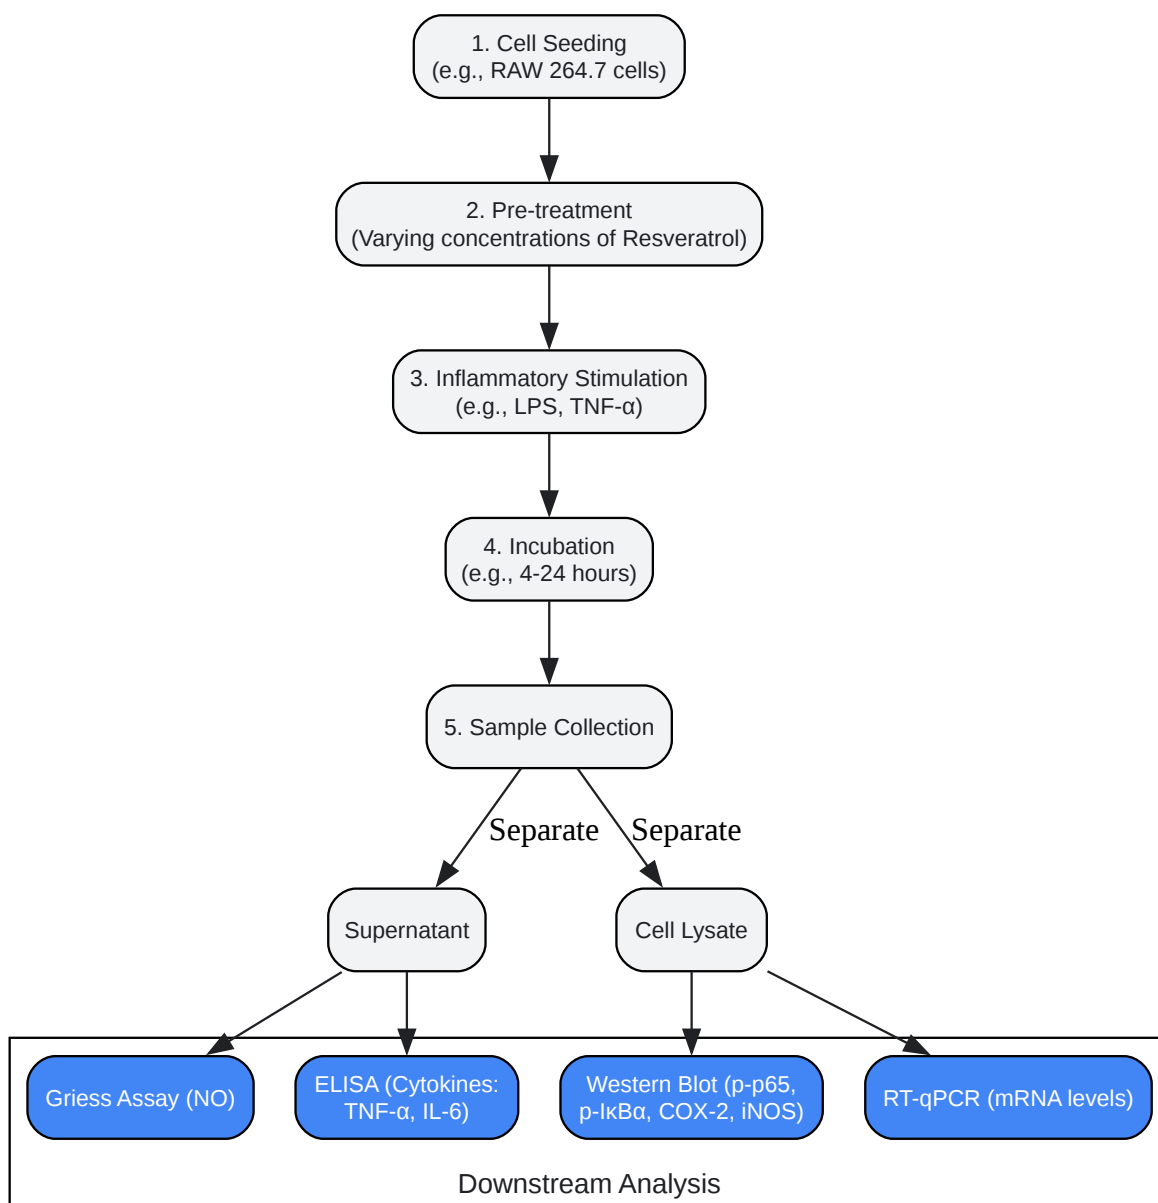 1. Cell Seeding
(e.g., RAW 264.7 cells)
2. Pre-treatment
(Varying concentrations of Resveratrol)
3. Inflammatory Stimulation
(e.g., LPS, TNF-α)
4. Incubation
(e.g., 4-24 hours)
5. Sample Collection
Separate
Separate
Supernatant
Cell Lysate
Griess Assay (NO)
ELISA (Cytokines:
TNF-α, IL-6)
Western Blot (p-p65,
p-IκBα, COX-2, iNOS)
RT-qPCR (mRNA levels)
Downstream Analysis